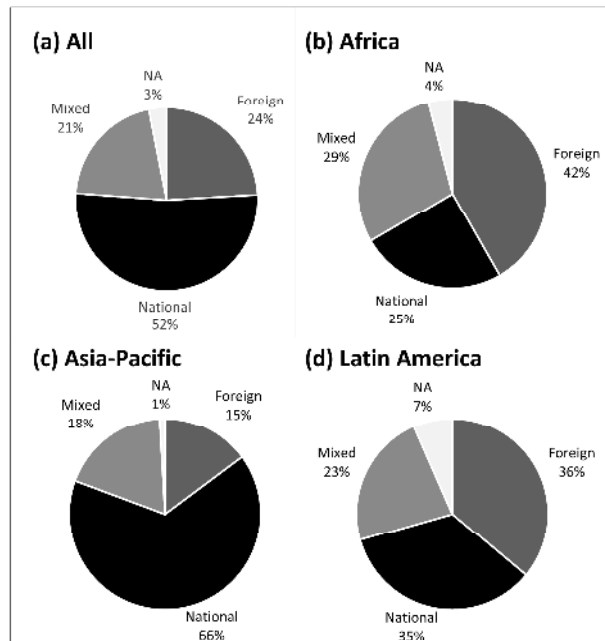 (a) All
NA
3%
Foreign
24%
Mixed
21%
National
52%
(b) Africa
NA
4%
Foreign
42%
Mixed
29%
National
25%
(c) Asia-Pacific
NA
1%
Foreign
15%
Mixed
18%
National
66%
(d) Latin America
NA
7%
Foreign
36%
Mixed
23%
National
35%